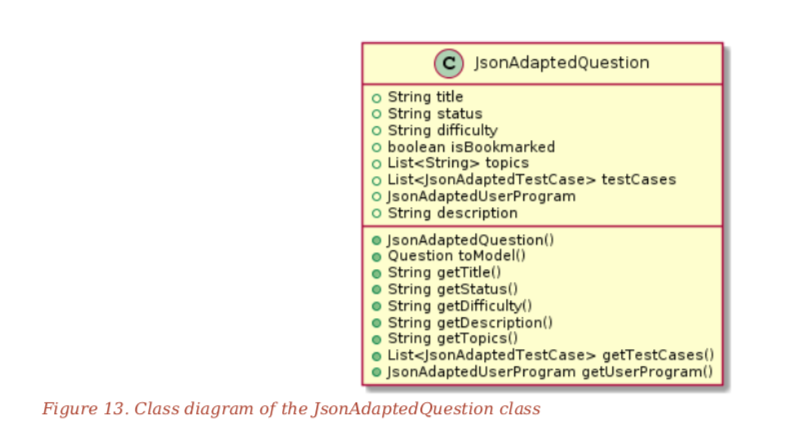 C JsonAdaptedQuestion
String title
String status
String difficulty
boolean isBookmarked
List<String> topics
List<JsonAdaptedTestCase> testCases
JsonAdaptedUserProgram
String description
JsonAdaptedQuestion()
Question toModel()
String getTitle()
String getStatus()
String getDifficulty()
String getDescription()
String getTopics()
List<JsonAdaptedTestCase> getTestCases()
JsonAdaptedUserProgram getUserProgram()
Figure 13. Class diagram of the JsonAdaptedQuestion class